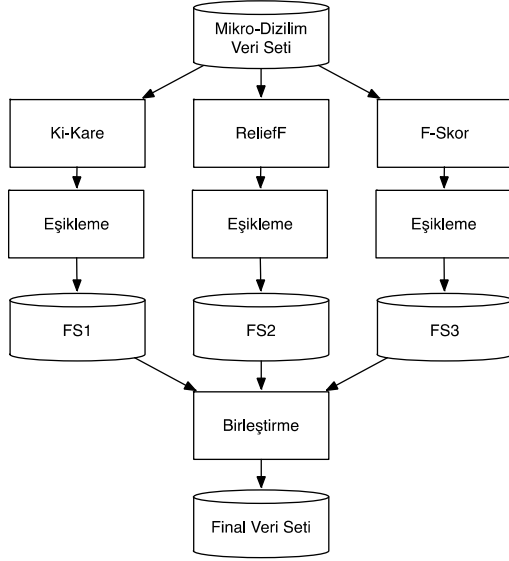 Mikro-Dizilim
Veri Seti
Ki-Kare
ReliefF
F-Skor
Eşikleme
Eşikleme
Eşikleme
FS1
FS2
FS3
Birleştirme
Final Veri Seti